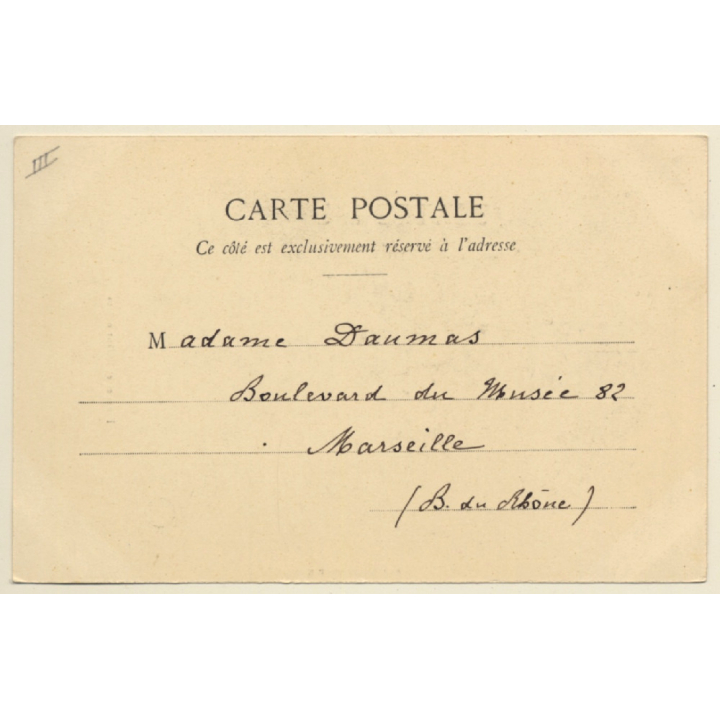 III
CARTE POSTALE
Ce côté est exclusivement réservé à l'adresse
Madame Daumas
Boulevard du Musée 82
Marseille
(B. du Rhône)